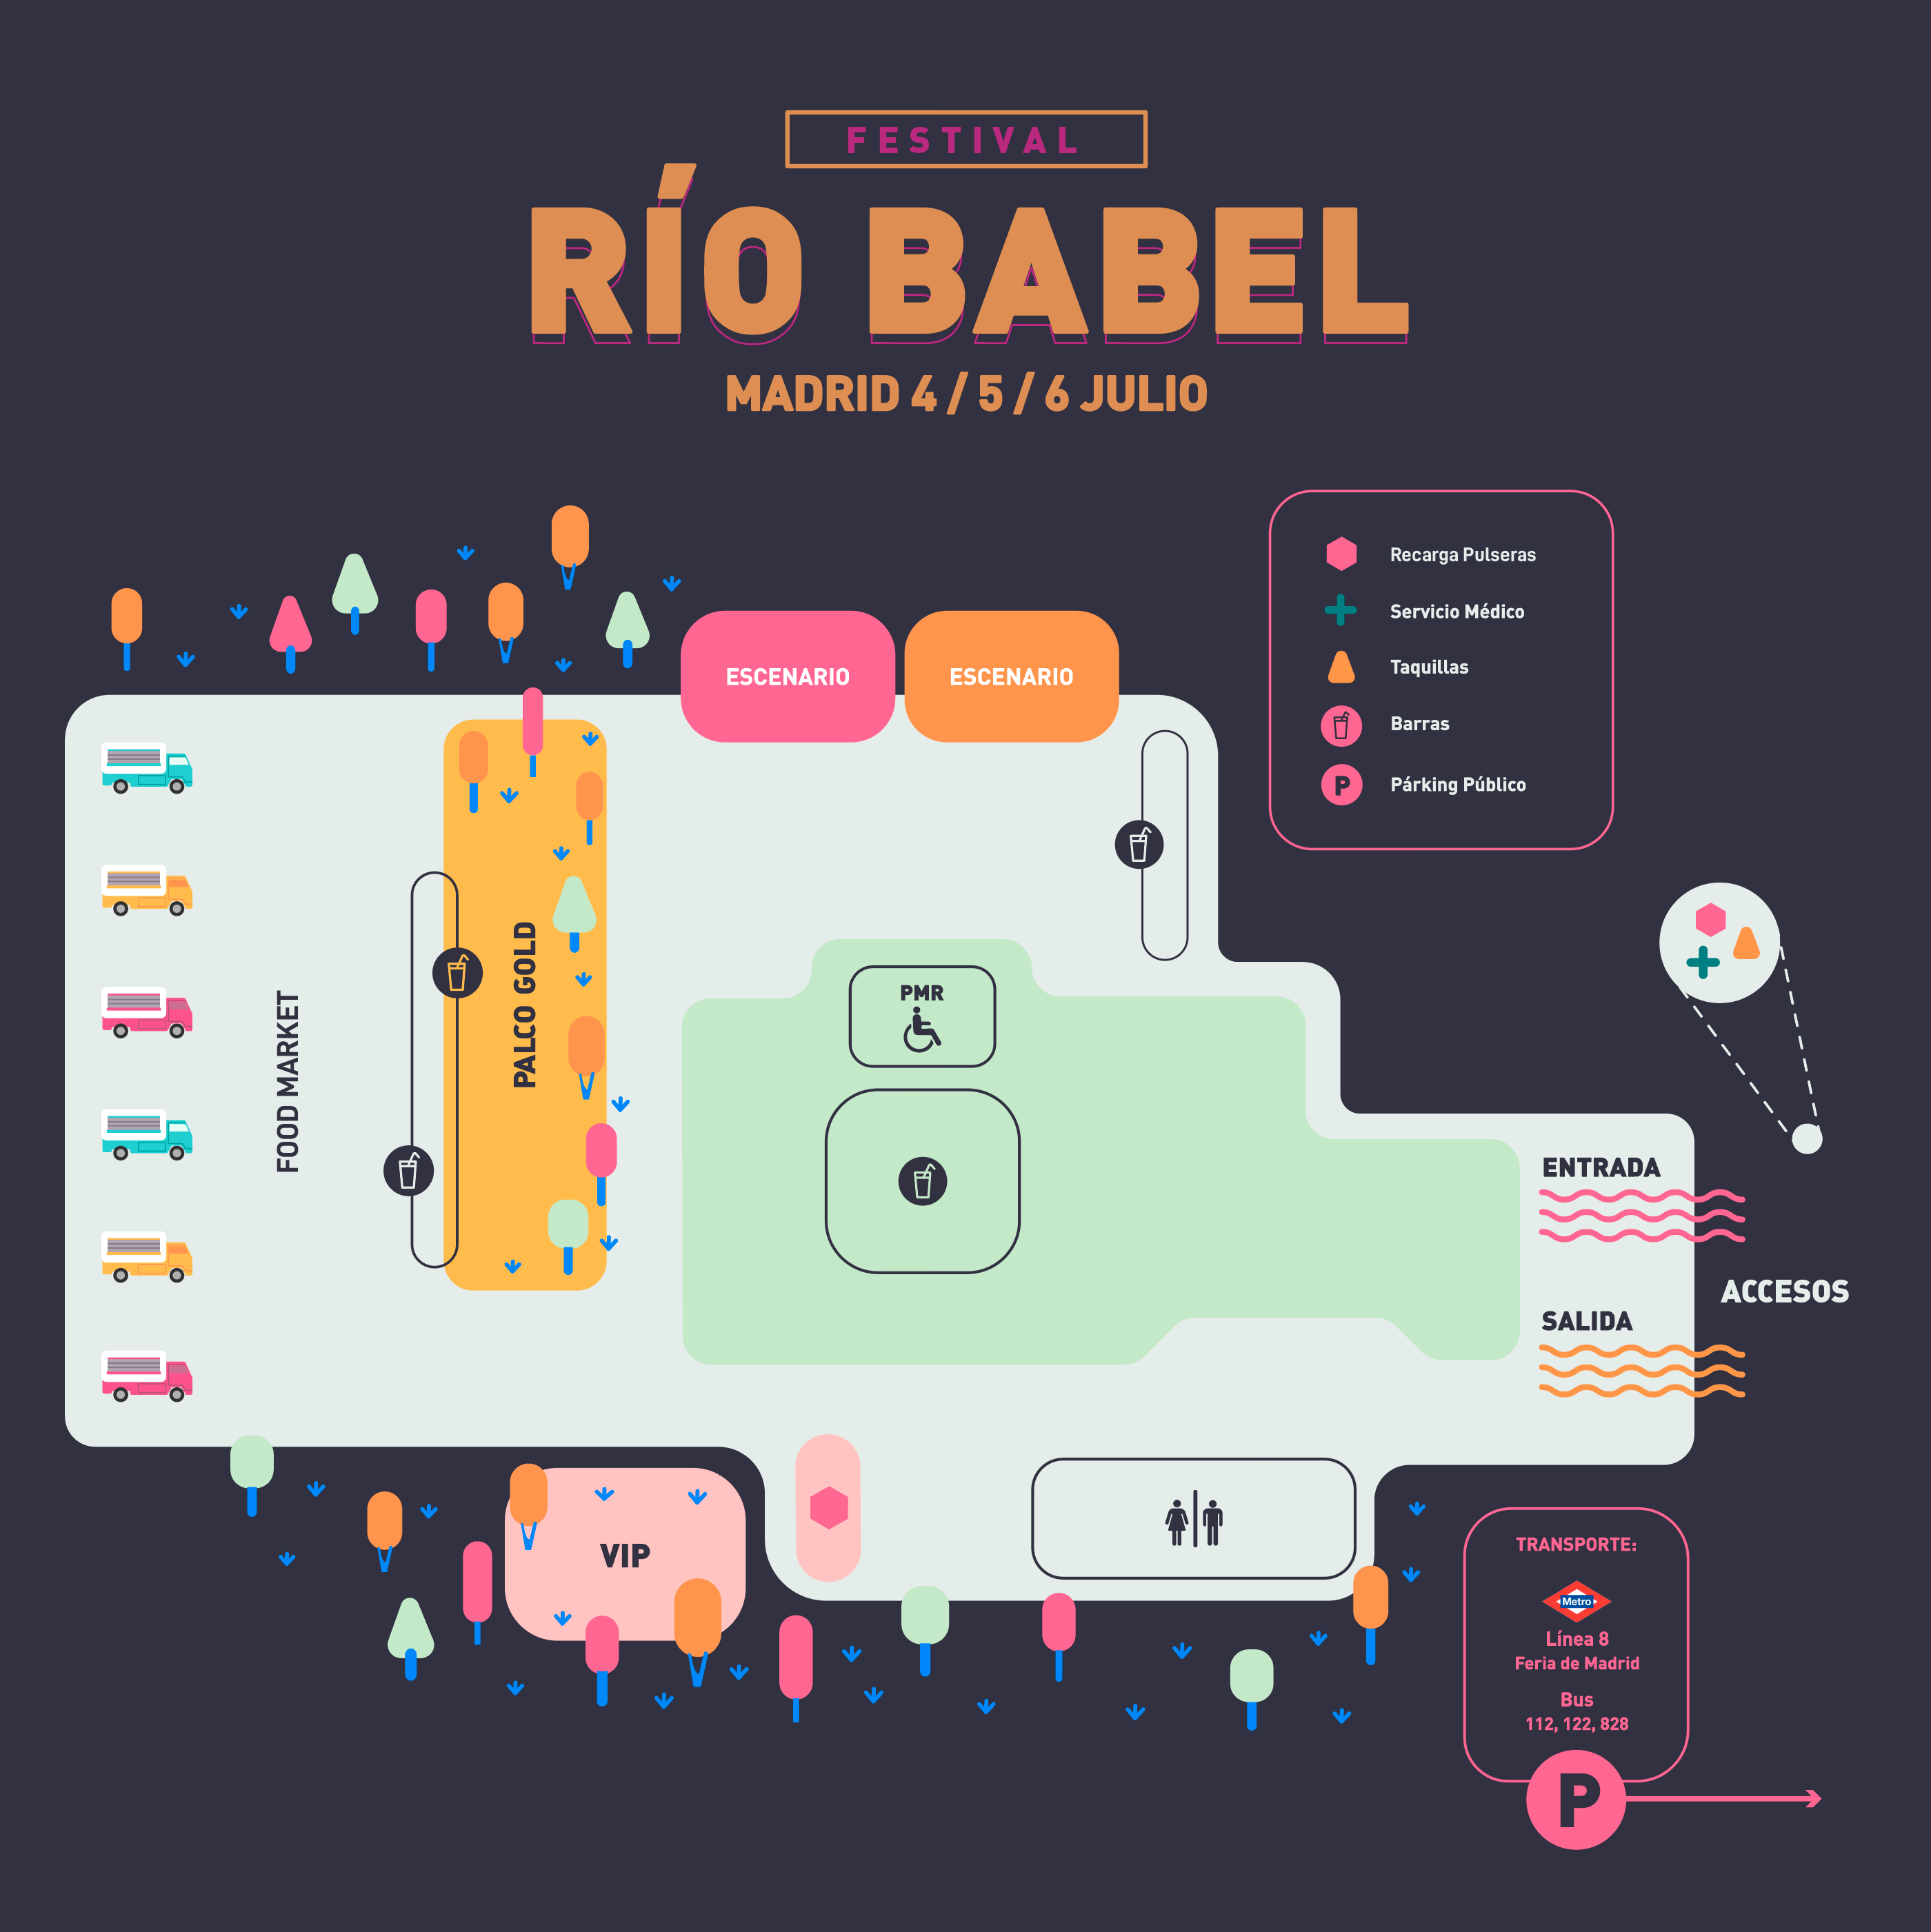 FESTIVAL
RÍO BABEL
MADRID 4 / 5 / 6 JULIO
Recarga Pulseras
Servicio Médico
Taquillas
Barras
P Párking Público
ESCENARIO ESCENARIO
PALCO GOLD
FOOD MARKET
PMR
ENTRADA
ACCESOS
SALIDA
VIP
TRANSPORTE:
Metro
Línea 8
Feria de Madrid
Bus
112, 122, 828
P